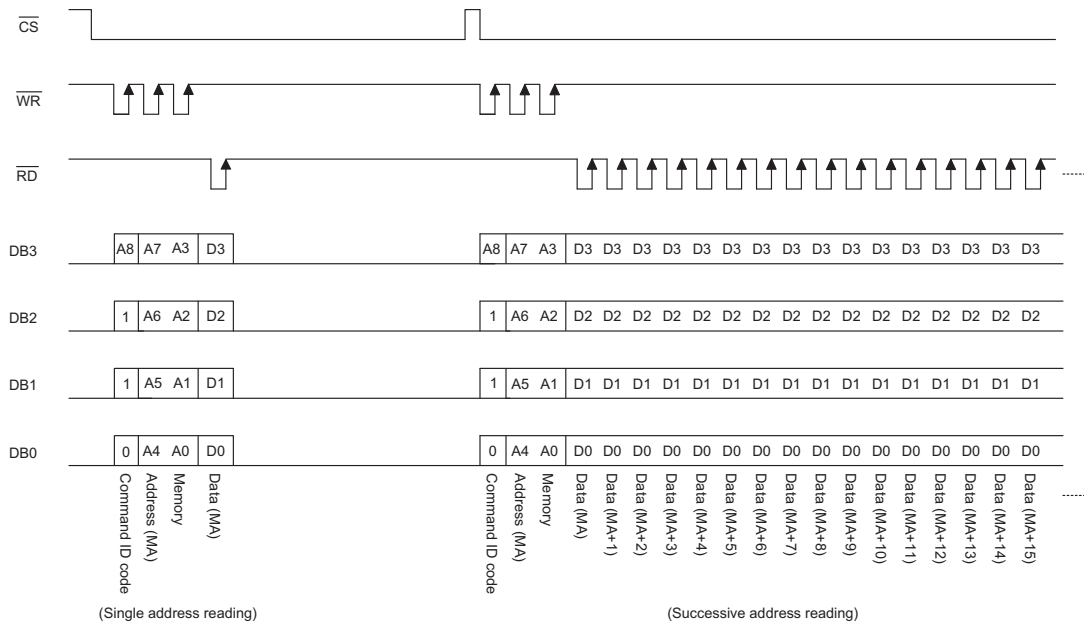 CS
WR
RD
DB3 A8 A7 A3 D3 A8 A7 A3 D3 D3 D3 D3 D3 D3 D3 D3 D3 D3 D3 D3 D3 D3 D3 D3
DB2 1 A6 A2 D2 1 A6 A2 D2 D2 D2 D2 D2 D2 D2 D2 D2 D2 D2 D2 D2 D2 D2 D2
DB1 1 A5 A1 D1 1 A5 A1 D1 D1 D1 D1 D1 D1 D1 D1 D1 D1 D1 D1 D1 D1 D1 D1
DB0 0 A4 A0 D0 0 A4 A0 D0 D0 D0 D0 D0 D0 D0 D0 D0 D0 D0 D0 D0 D0 D0 D0
Command ID code
Address (MA)
Memory
Data (MA)
Command ID code
Address (MA)
Memory
Data (MA)
Data (MA+1)
Data (MA+2)
Data (MA+3)
Data (MA+4)
Data (MA+5)
Data (MA+6)
Data (MA+7)
Data (MA+8)
Data (MA+9)
Data (MA+10)
Data (MA+11)
Data (MA+12)
Data (MA+13)
Data (MA+14)
Data (MA+15)
(Single address reading)
(Successive address reading)